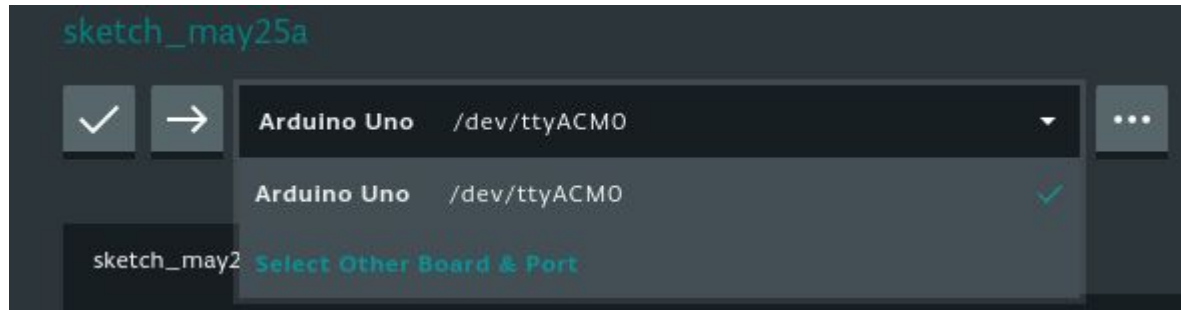 sketch_may25a
Arduino Uno /dev/ttyACM0
Arduino Uno /dev/ttyACM0
sketch_may2
Select Other Board & Port